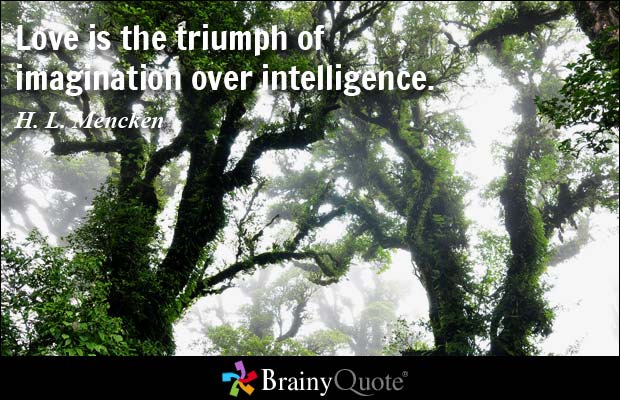 Love is the triumph of
imagination over intelligence.
H. L. Mencken
BrainyQuote®